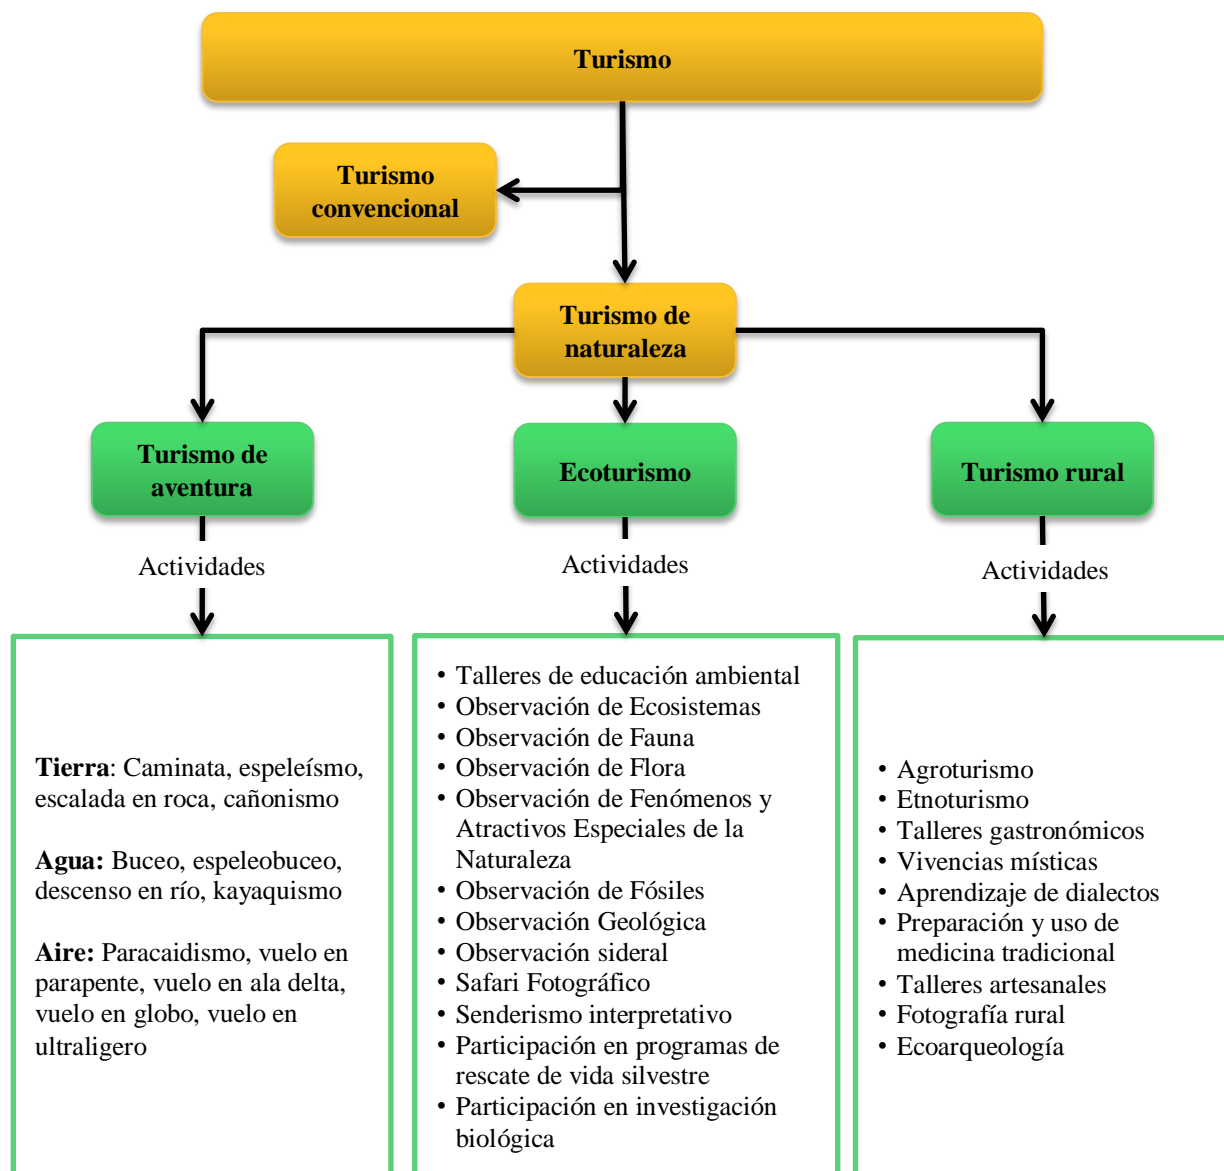 Turismo
Turismo
convencional
Turismo de
naturaleza
Turismo de
aventura
Ecoturismo
Turismo rural
Actividades
Actividades
Actividades
Tierra: Caminata, espeleísmo,
escalada en roca, cañonismo
Agua: Buceo, espeleobuceo,
descenso en río, kayaquismo
Aire: Paracaidismo, vuelo en
parapente, vuelo en ala delta,
vuelo en globo, vuelo en
ultraligero
• Talleres de educación ambiental
• Observación de Ecosistemas
• Observación de Fauna
• Observación de Flora
• Observación de Fenómenos y
Atractivos Especiales de la
Naturaleza
• Observación de Fósiles
• Observación Geológica
• Observación sideral
• Safari Fotográfico
• Senderismo interpretativo
• Participación en programas de
rescate de vida silvestre
• Participación en investigación
biológica
• Agroturismo
• Etnoturismo
• Talleres gastronómicos
• Vivencias místicas
• Aprendizaje de dialectos
• Preparación y uso de
medicina tradicional
• Talleres artesanales
• Fotografía rural
• Ecoarqueología